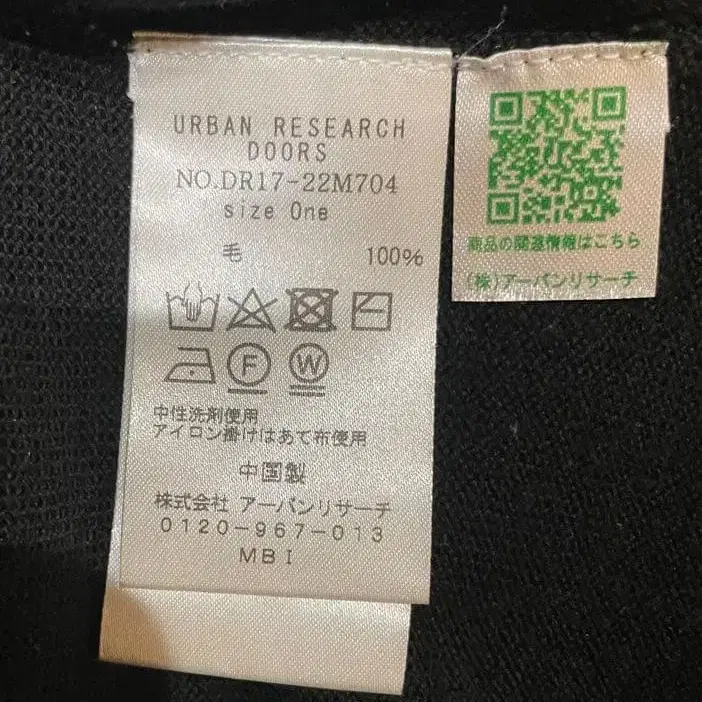 URBAN RESEARCH
DOORS
NO.DR17-22M704
size One
毛 100%
F W
中性洗剤使用
アイロン掛けはあて布使用
中国製
株式会社 アーバンリサーチ
0120-967-013
MBI
商品の関連情報はこちら
(株)アーバンリサーチ